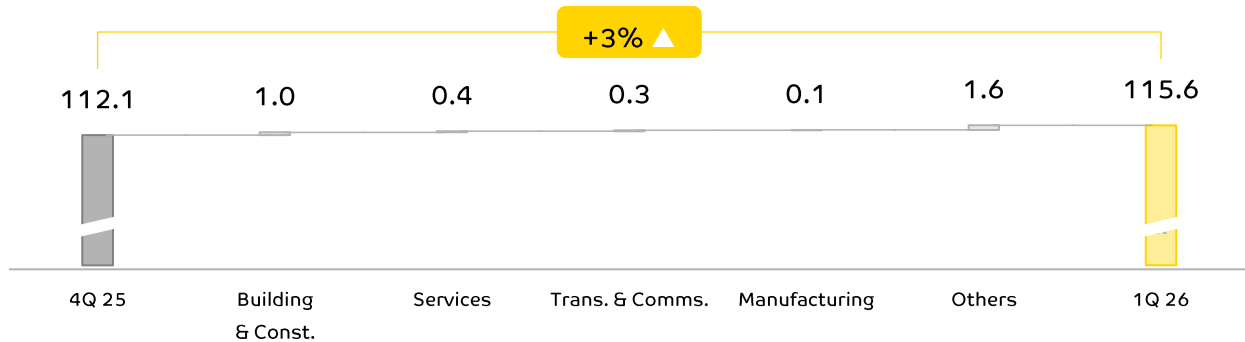 +3%
112.1
1.0
0.4
0.3
0.1
1.6
115.6
4Q 25
Building
& Const.
Services
Trans. & Comms.
Manufacturing
Others
1Q 26